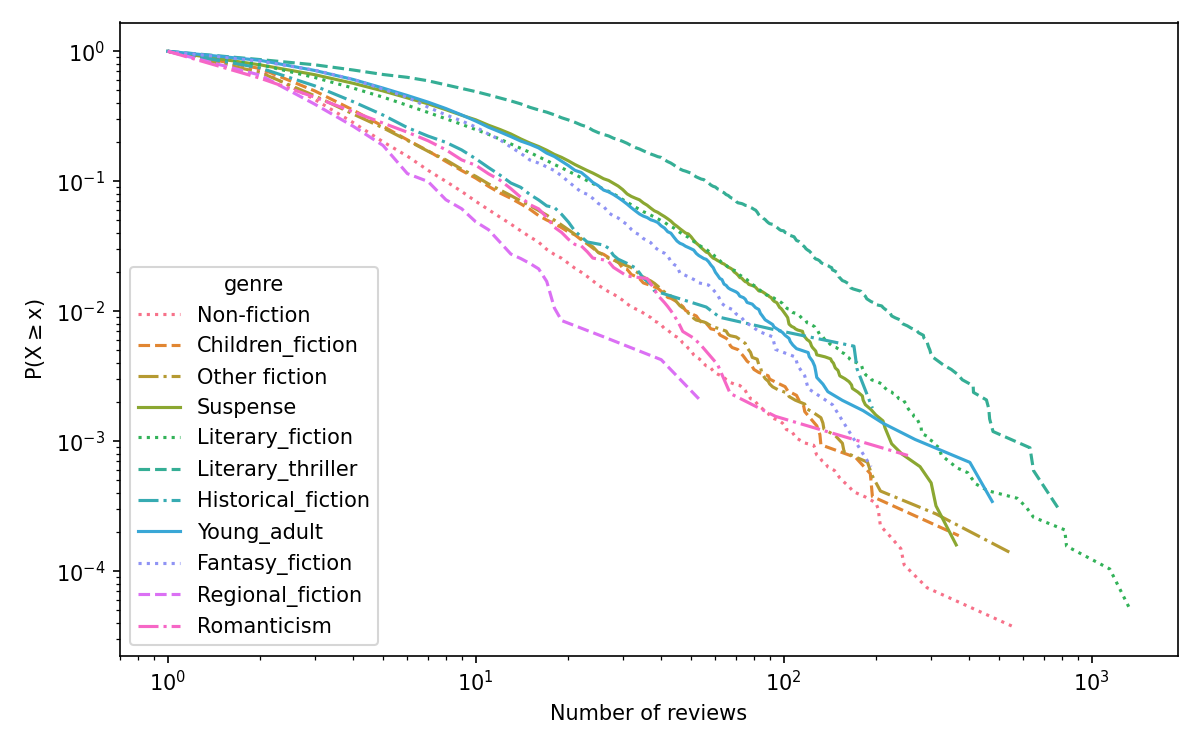 10⁰
10⁻¹
10⁻²
10⁻³
10⁻⁴
P(X ≥ x)
genre
Non-fiction
Children_fiction
Other fiction
Suspense
Literary_fiction
Literary_thriller
Historical_fiction
Young_adult
Fantasy_fiction
Regional_fiction
Romanticism
10⁰ 10¹ 10² 10³
Number of reviews